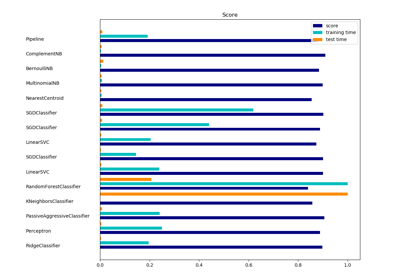 Score
score
training time
test time
Pipeline
ComplementNB
BernoulliNB
MultinomialNB
NearestCentroid
SGDClassifier
SGDClassifier
LinearSVC
SGDClassifier
LinearSVC
RandomForestClassifier
KNeighborsClassifier
PassiveAggressiveClassifier
Perceptron
RidgeClassifier
0.0 0.2 0.4 0.6 0.8 1.0